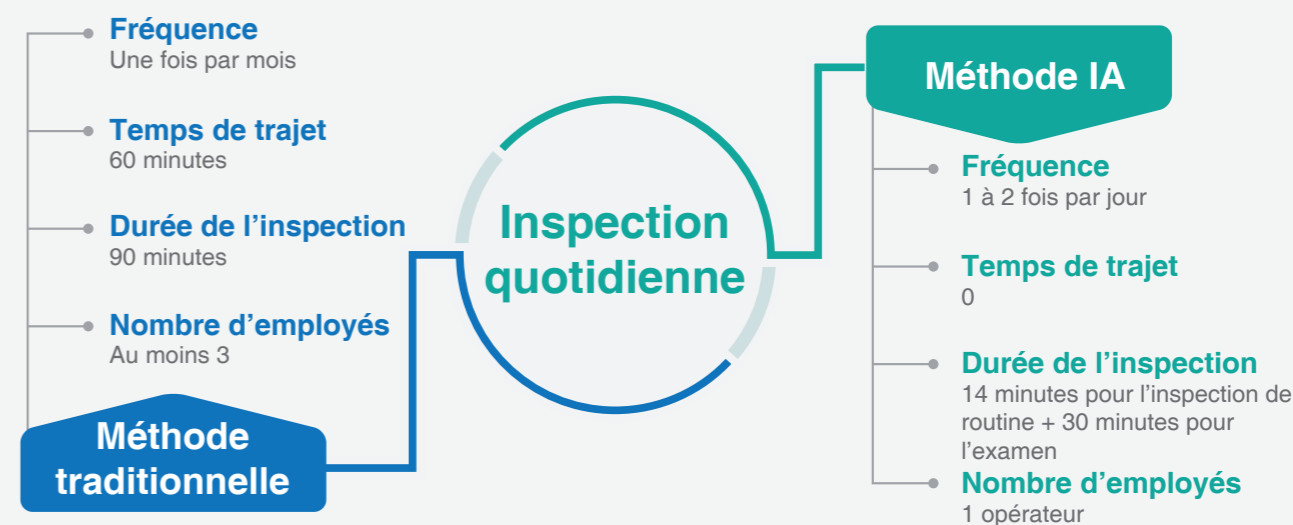 Fréquence
Une fois par mois
Temps de trajet
60 minutes
Durée de l’inspection
90 minutes
Nombre d’employés
Au moins 3
Méthode
traditionnelle
Inspection
quotidienne
Méthode IA
Fréquence
1 à 2 fois par jour
Temps de trajet
0
Durée de l’inspection
14 minutes pour l’inspection de
routine + 30 minutes pour
l’examen
Nombre d’employés
1 opérateur